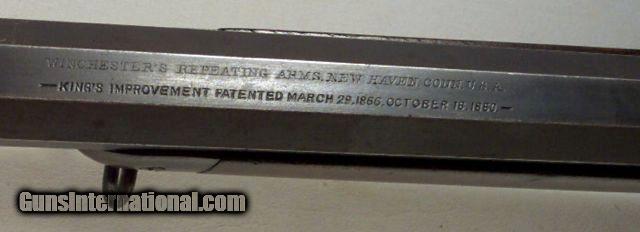 WINCHESTER'S REPEATING ARMS. NEW HAVEN CONN. U.S.A.
—KING'S IMPROVEMENT PATENTED MARCH 29, 1866. OCTOBER 16, 1860—
GunsInternational.com